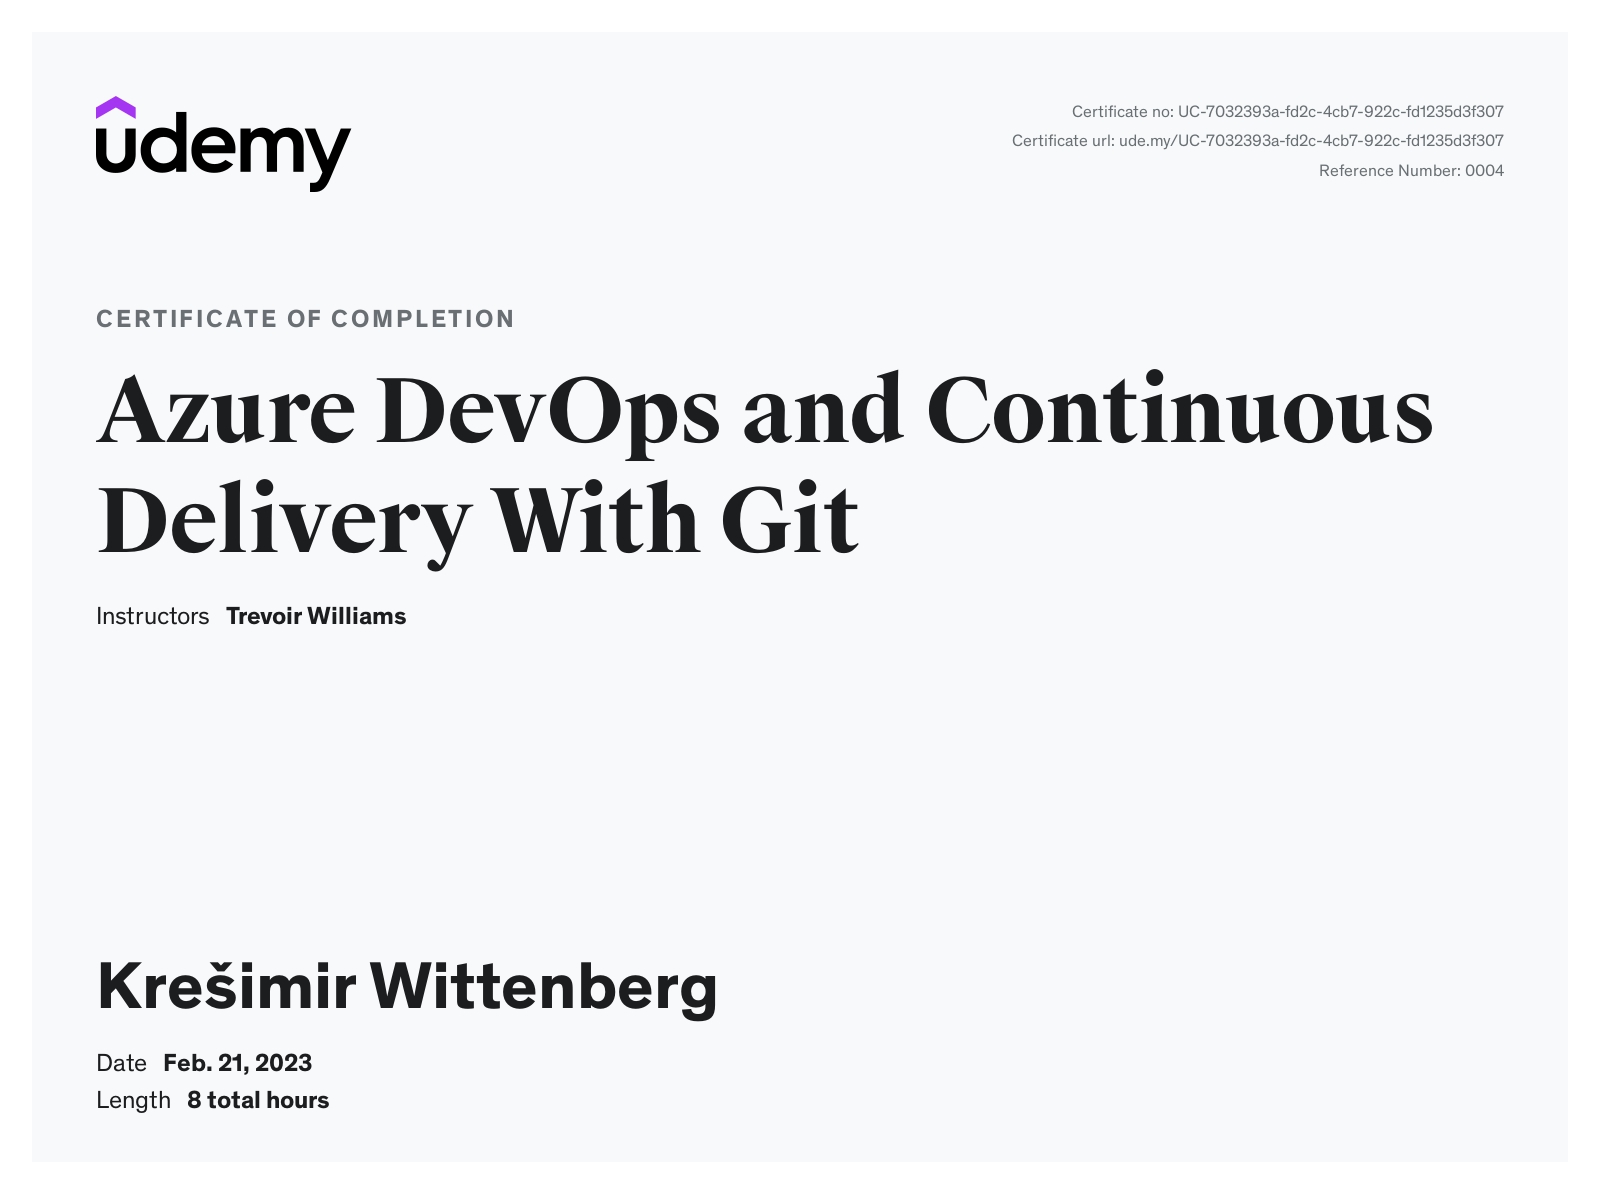 udemy
Certificate no: UC-7032393a-fd2c-4cb7-922c-fd1235d3f307
Certificate url: ude.my/UC-7032393a-fd2c-4cb7-922c-fd1235d3f307
Reference Number: 0004
CERTIFICATE OF COMPLETION
Azure DevOps and Continuous
Delivery With Git
Instructors Trevoir Williams
Krešimir Wittenberg
Date Feb. 21, 2023
Length 8 total hours